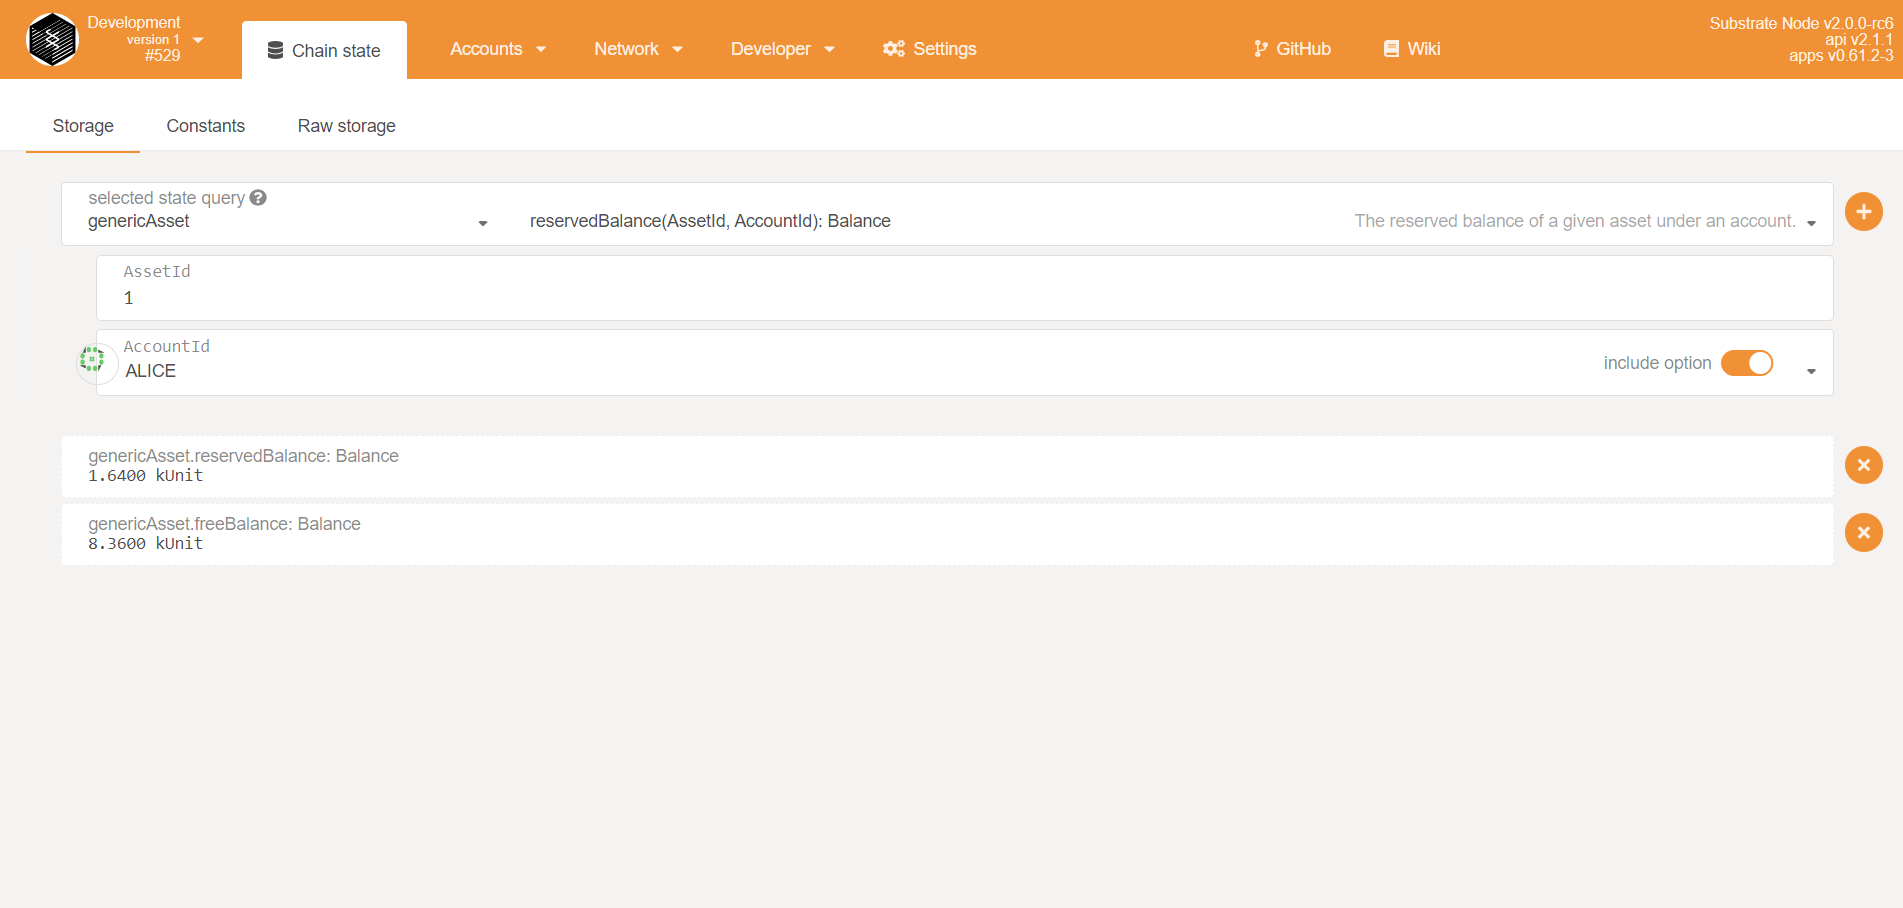 Development
version 1
#529
Chain state
Accounts
Network
Developer
Settings
GitHub
Wiki
Substrate Node v2.0.0-rc6
api v2.1.1
apps v0.61.2-3
Storage
Constants
Raw storage
selected state query
genericAsset
reservedBalance(AssetId, AccountId): Balance
The reserved balance of a given asset under an account.
AssetId
1
AccountId
ALICE
include option
genericAsset.reservedBalance: Balance
1.6400 kUnit
genericAsset.freeBalance: Balance
8.3600 kUnit